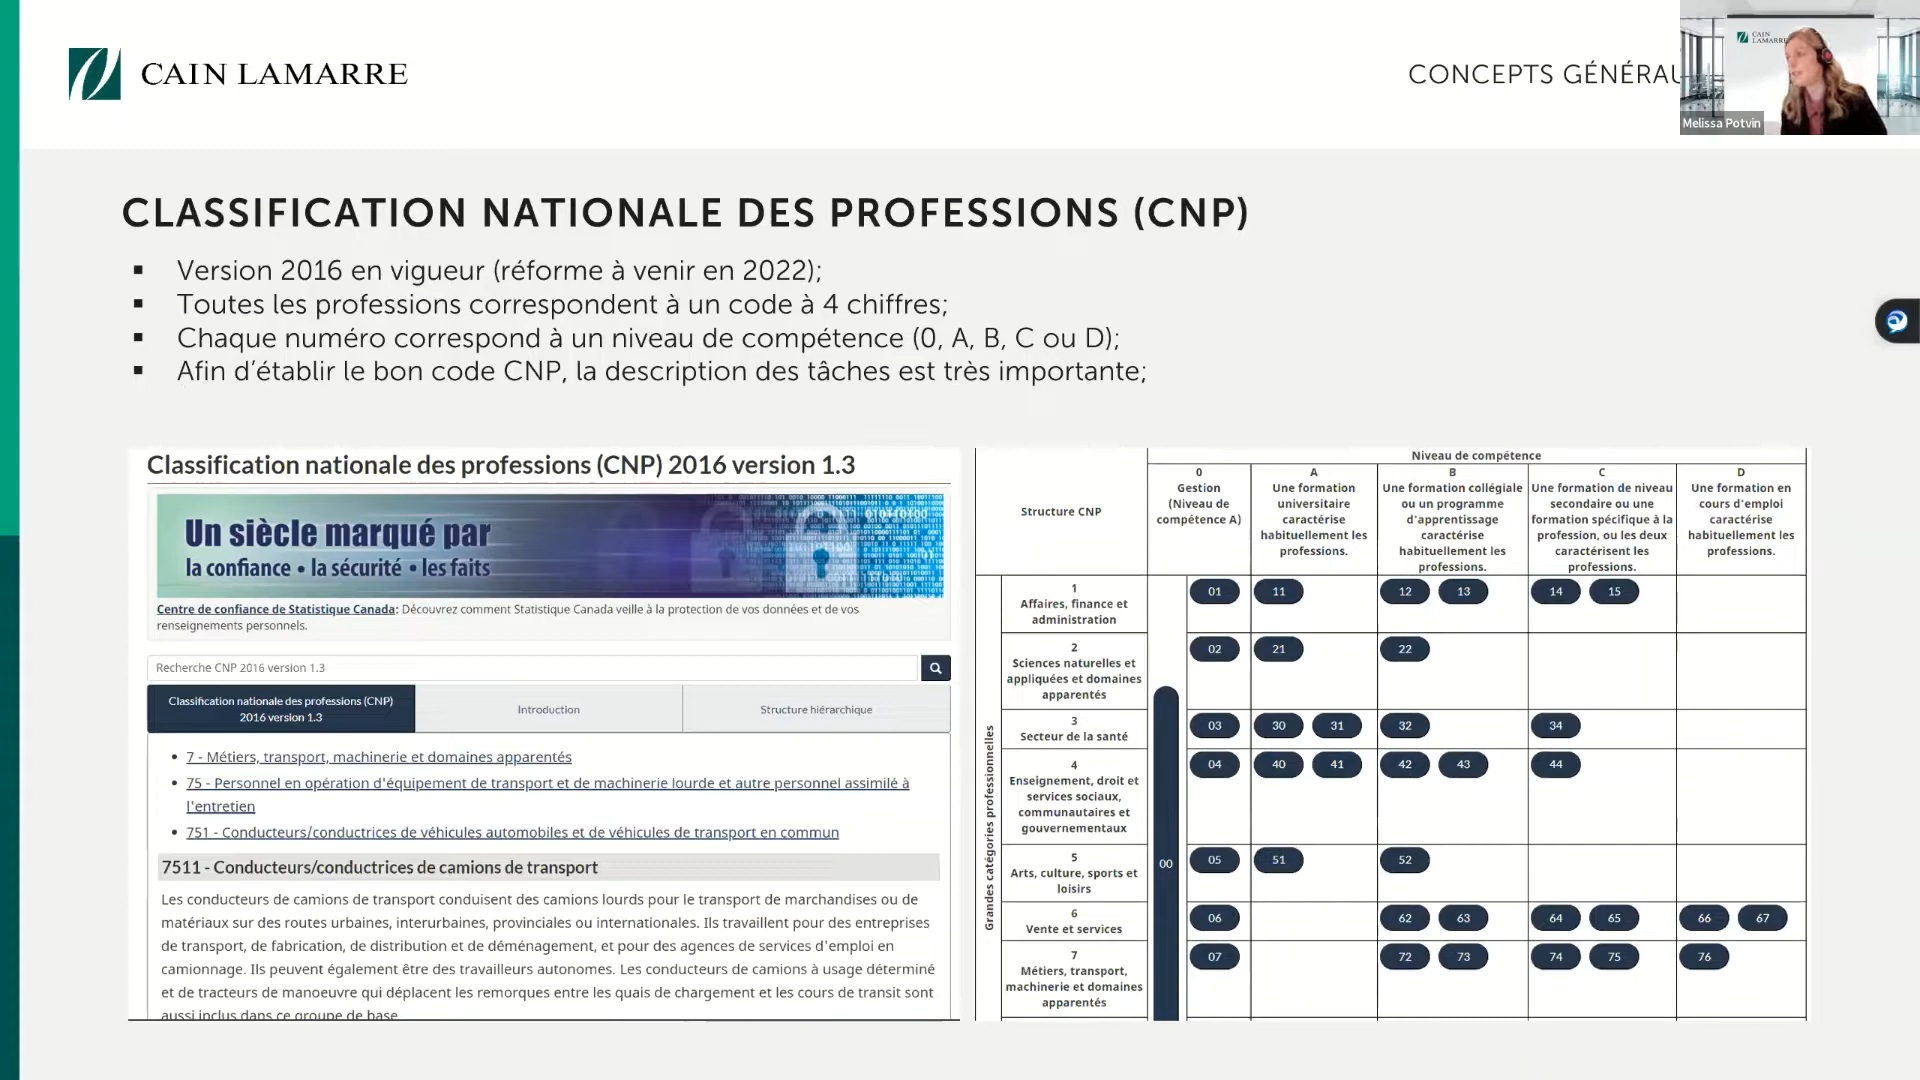 CAIN LAMARRE
CONCEPTS GÉNÉRAU
CAIN
LAMARRE
Melissa Potvin
CLASSIFICATION NATIONALE DES PROFESSIONS (CNP)
▪ Version 2016 en vigueur (réforme à venir en 2022);
▪ Toutes les professions correspondent à un code à 4 chiffres;
▪ Chaque numéro correspond à un niveau de compétence (0, A, B, C ou D);
▪ Afin d'établir le bon code CNP, la description des tâches est très importante;
Classification nationale des professions (CNP) 2016 version 1.3
Un siècle marqué par
la confiance • la sécurité • les faits
Centre de confiance de Statistique Canada: Découvrez comment Statistique Canada veille à la protection de vos données et de vos
renseignements personnels.
Recherche CNP 2016 version 1.3
Classification nationale des professions (CNP)
2016 version 1.3
Introduction
Structure hiérarchique
• 7 - Métiers, transport, machinerie et domaines apparentés
• 75 - Personnel en opération d'équipement de transport et de machinerie lourde et autre personnel assimilé à
l'entretien
• 751 - Conducteurs/conductrices de véhicules automobiles et de véhicules de transport en commun
7511 - Conducteurs/conductrices de camions de transport
Les conducteurs de camions de transport conduisent des camions lourds pour le transport de marchandises ou de
matériaux sur des routes urbaines, interurbaines, provinciales ou internationales. Ils travaillent pour des entreprises
de transport, de fabrication, de distribution et de déménagement, et pour des agences de services d'emploi en
camionnage. Ils peuvent également être des travailleurs autonomes. Les conducteurs de camions à usage déterminé
et de tracteurs de manoeuvre qui déplacent les remorques entre les quais de chargement et les cours de transit sont
aussi inclus dans ce groupe de base
Niveau de compétence
Structure CNP
0
Gestion
(Niveau de
compétence A)
A
Une formation
universitaire
caractérise
habituellement les
professions.
B
Une formation collégiale
ou un programme
d'apprentissage
caractérise
habituellement les
professions.
C
Une formation de niveau
secondaire ou une
formation spécifique à la
profession, ou les deux
caractérisent les
professions.
D
Une formation en
cours d'emploi
caractérise
habituellement les
professions.
Grandes catégories professionnelles
00
1
Affaires, finance et
administration
01 11 12 13 14 15
2
Sciences naturelles et
appliquées et domaines
apparentés
02 21 22
3
Secteur de la santé
03 30 31 32 34
4
Enseignement, droit et
services sociaux,
communautaires et
gouvernementaux
04 40 41 42 43 44
5
Arts, culture, sports et
loisirs
05 51 52
6
Vente et services
06 62 63 64 65 66 67
7
Métiers, transport,
machinerie et domaines
apparentés
07 72 73 74 75 76